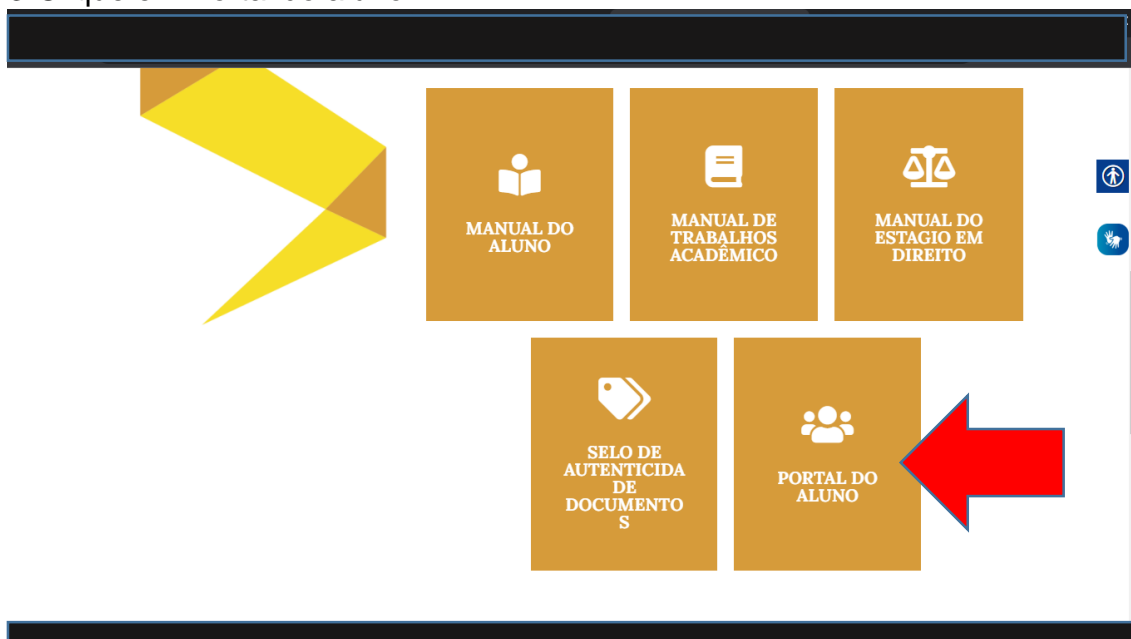 MANUAL DO
ALUNO
MANUAL DE
TRABALHOS
ACADÊMICO
MANUAL DO
ESTAGIO EM
DIREITO
SELO DE
AUTENTICIDA
DE
DOCUMENTO
S
PORTAL DO
ALUNO